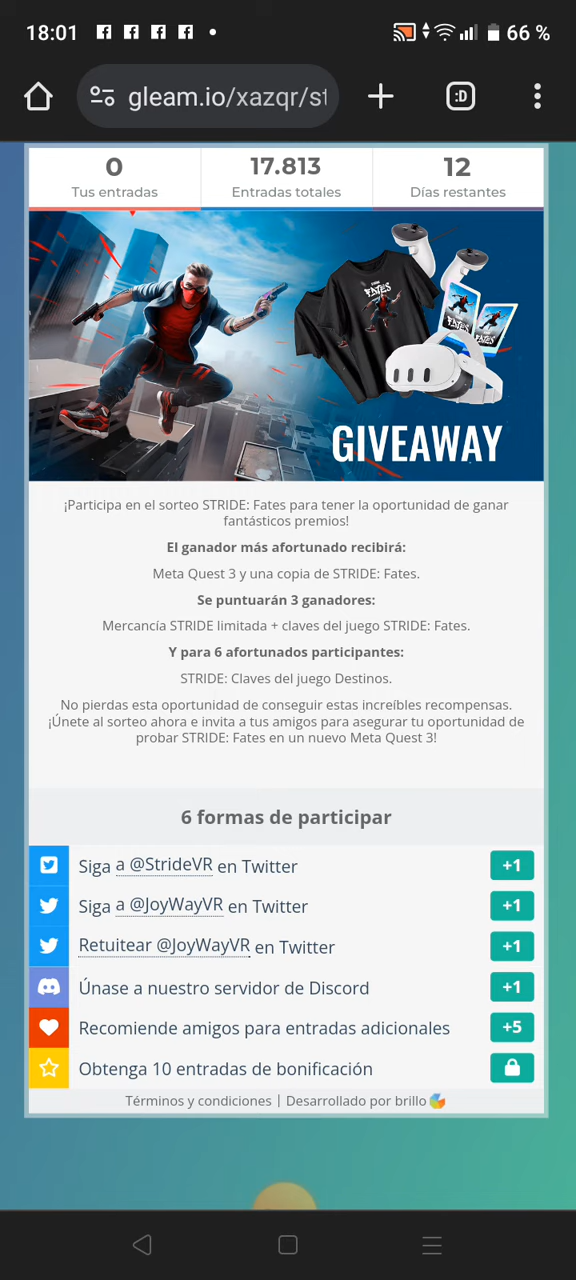 18:01
66 %
gleam.io/xazqr/st
:D
0
17.813
12
Tus entradas
Entradas totales
Días restantes
FATES
FATES
FATES
GIVEAWAY
¡Participa en el sorteo STRIDE: Fates para tener la oportunidad de ganar
fantásticos premios!
El ganador más afortunado recibirá:
Meta Quest 3 y una copia de STRIDE: Fates.
Se puntuarán 3 ganadores:
Mercancía STRIDE limitada + claves del juego STRIDE: Fates.
Y para 6 afortunados participantes:
STRIDE: Claves del juego Destinos.
No pierdas esta oportunidad de conseguir estas increíbles recompensas.
¡Únete al sorteo ahora e invita a tus amigos para asegurar tu oportunidad de
probar STRIDE: Fates en un nuevo Meta Quest 3!
6 formas de participar
Siga a @StrideVR en Twitter +1
Siga a @JoyWayVR en Twitter +1
Retuitear @JoyWayVR en Twitter +1
Únase a nuestro servidor de Discord +1
Recomiende amigos para entradas adicionales +5
Obtenga 10 entradas de bonificación
Términos y condiciones | Desarrollado por brillo